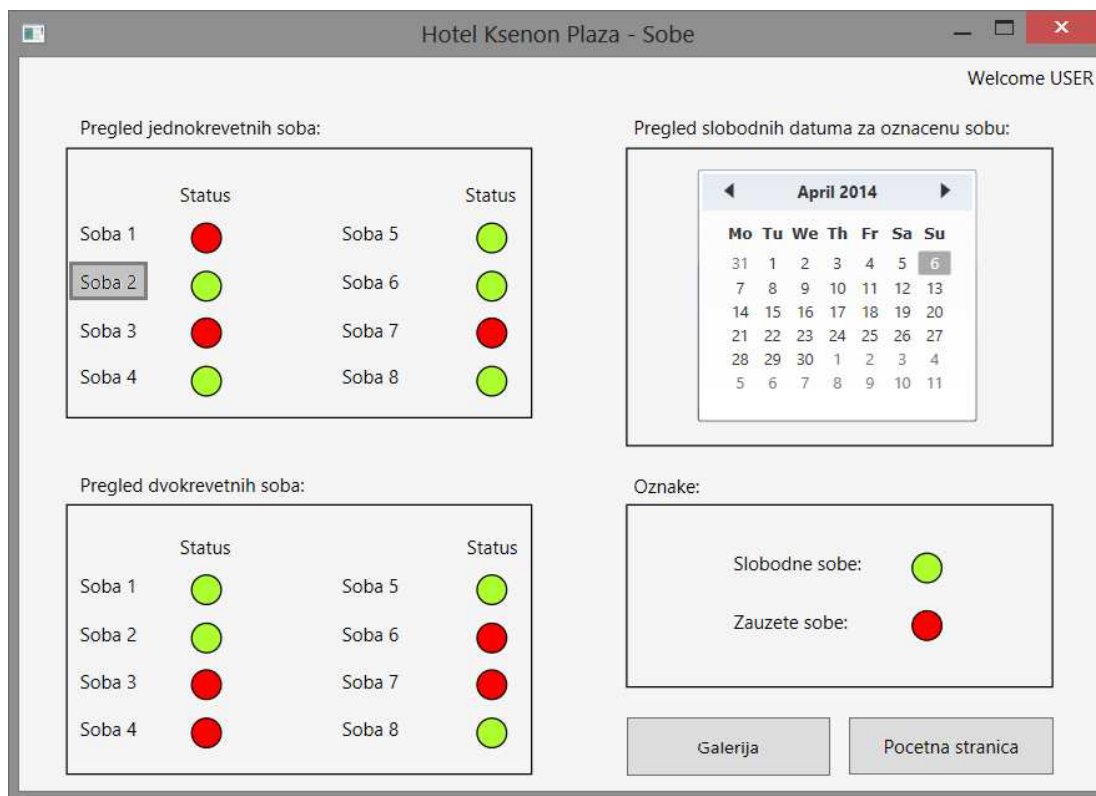 Hotel Ksenon Plaza - Sobe
Welcome USER
Pregled jednokrevetnih soba:
Status Status
Soba 1 Soba 5
Soba 2 Soba 6
Soba 3 Soba 7
Soba 4 Soba 8
Pregled slobodnih datuma za oznacenu sobu:
April 2014
Mo Tu We Th Fr Sa Su
31 1 2 3 4 5 6
7 8 9 10 11 12 13
14 15 16 17 18 19 20
21 22 23 24 25 26 27
28 29 30 1 2 3 4
5 6 7 8 9 10 11
Pregled dvokrevetnih soba:
Status Status
Soba 1 Soba 5
Soba 2 Soba 6
Soba 3 Soba 7
Soba 4 Soba 8
Oznake:
Slobodne sobe:
Zauzete sobe:
Galerija Pocetna stranica